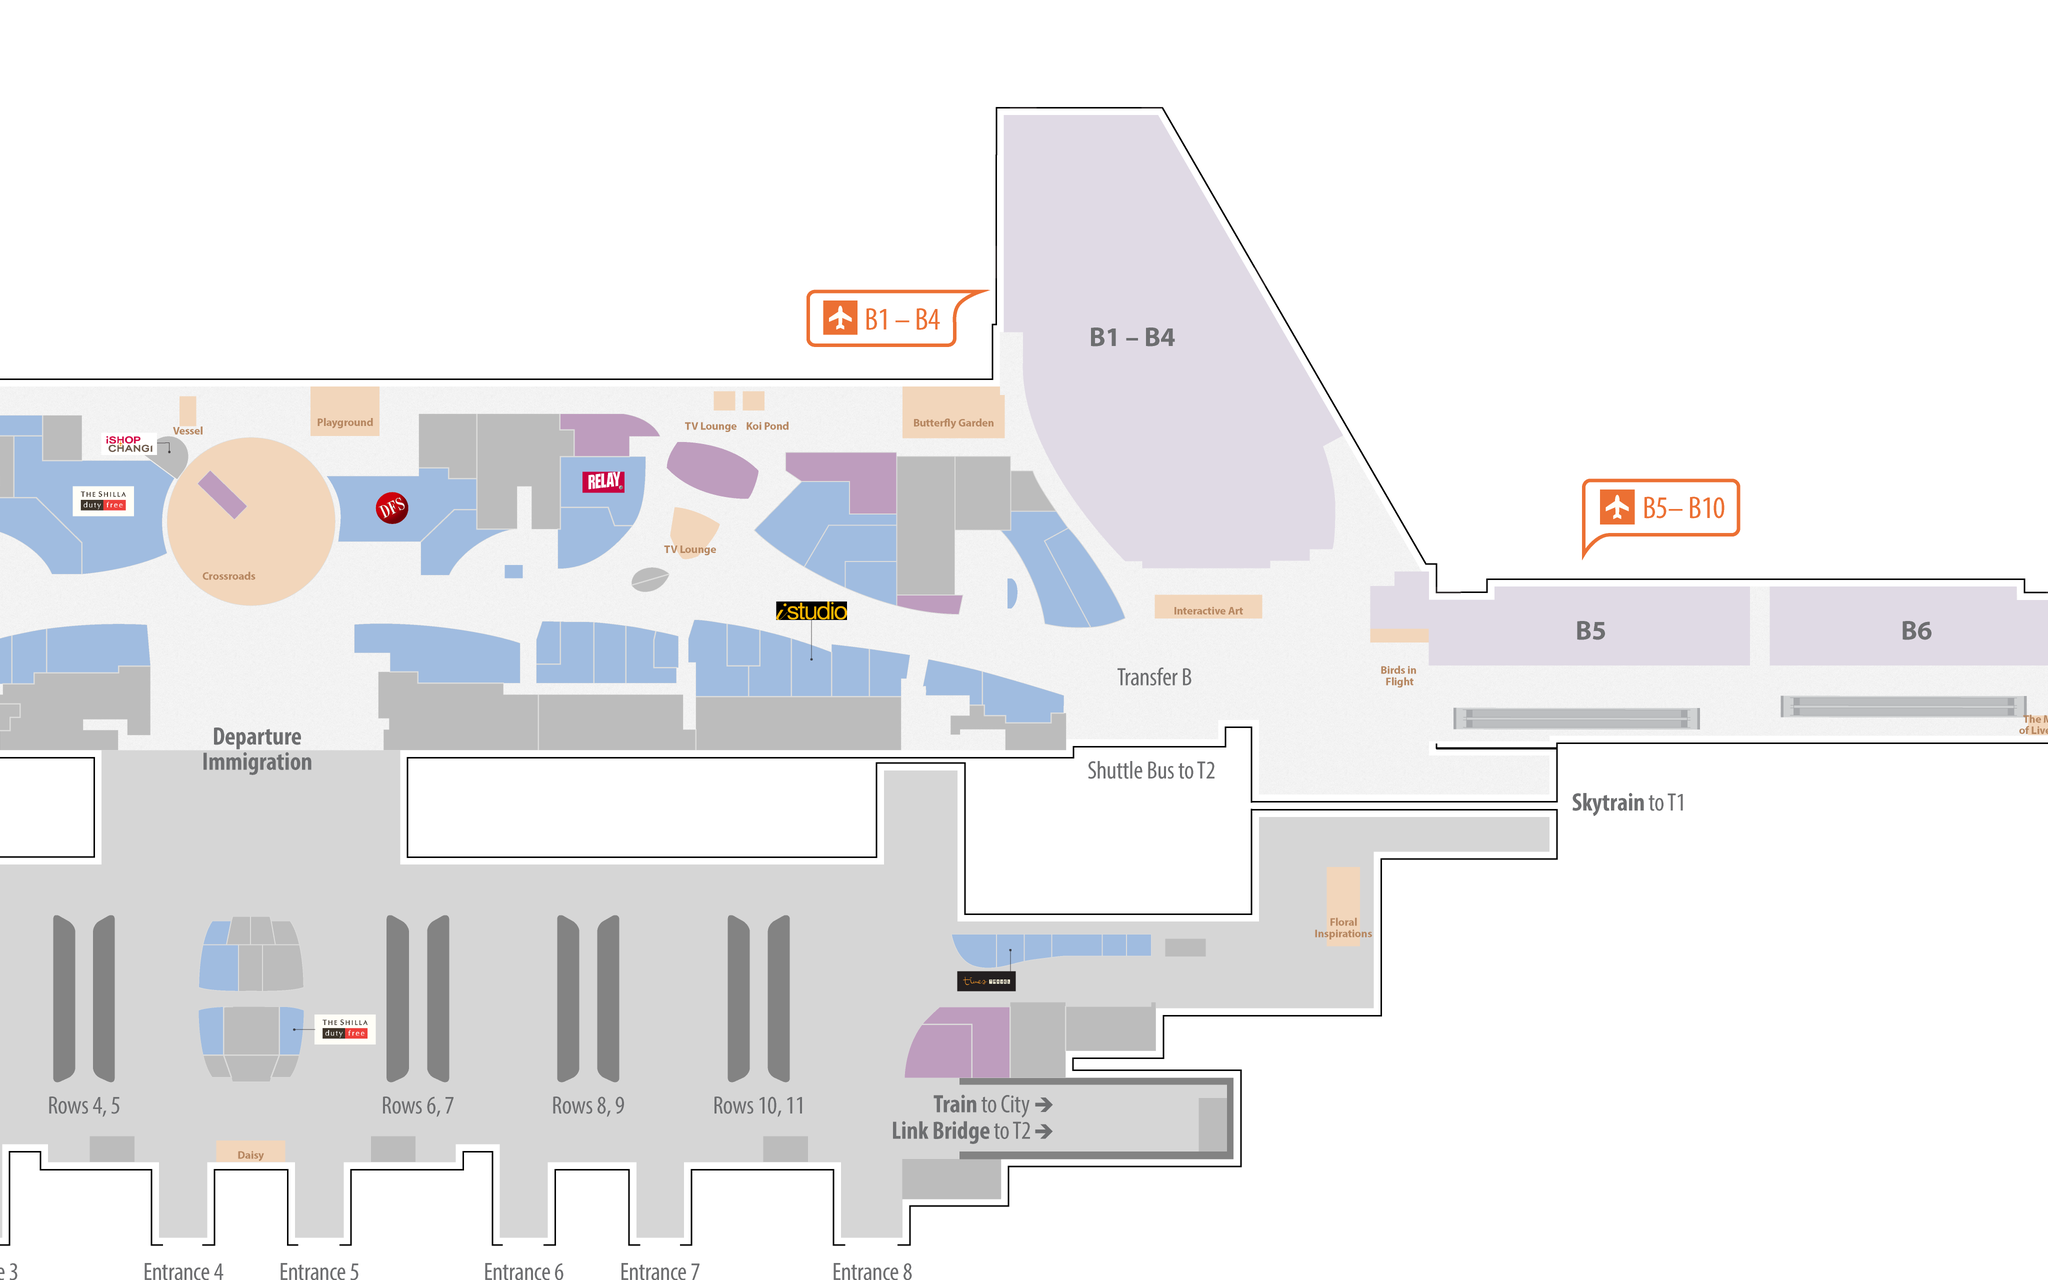 B1 – B4
B1 – B4
B5– B10
Playground
Vessel
TV Lounge
Koi Pond
Butterfly Garden
iSHOP
CHANGI
THE SHILLA
duty free
DFS
RELAY
TV Lounge
Crossroads
istudio
Interactive Art
B5
B6
Transfer B
Birds in
Flight
The M
of Live
Departure
Immigration
Shuttle Bus to T2
Skytrain to T1
Floral
Inspirations
times
THE SHILLA
duty free
Rows 4, 5
Rows 6, 7
Rows 8, 9
Rows 10, 11
Train to City →
Link Bridge to T2 →
Daisy
e 3
Entrance 4
Entrance 5
Entrance 6
Entrance 7
Entrance 8